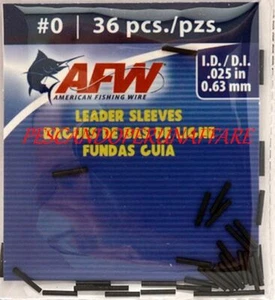 #0 | 36 pcs./pzs.
AFW
AMERICAN FISHING WIRE
I.D./D.I.
.025 in
0.63 mm
LEADER SLEEVES
BAGUES DE BAS DE LIGNE
FUNDAS GUIA